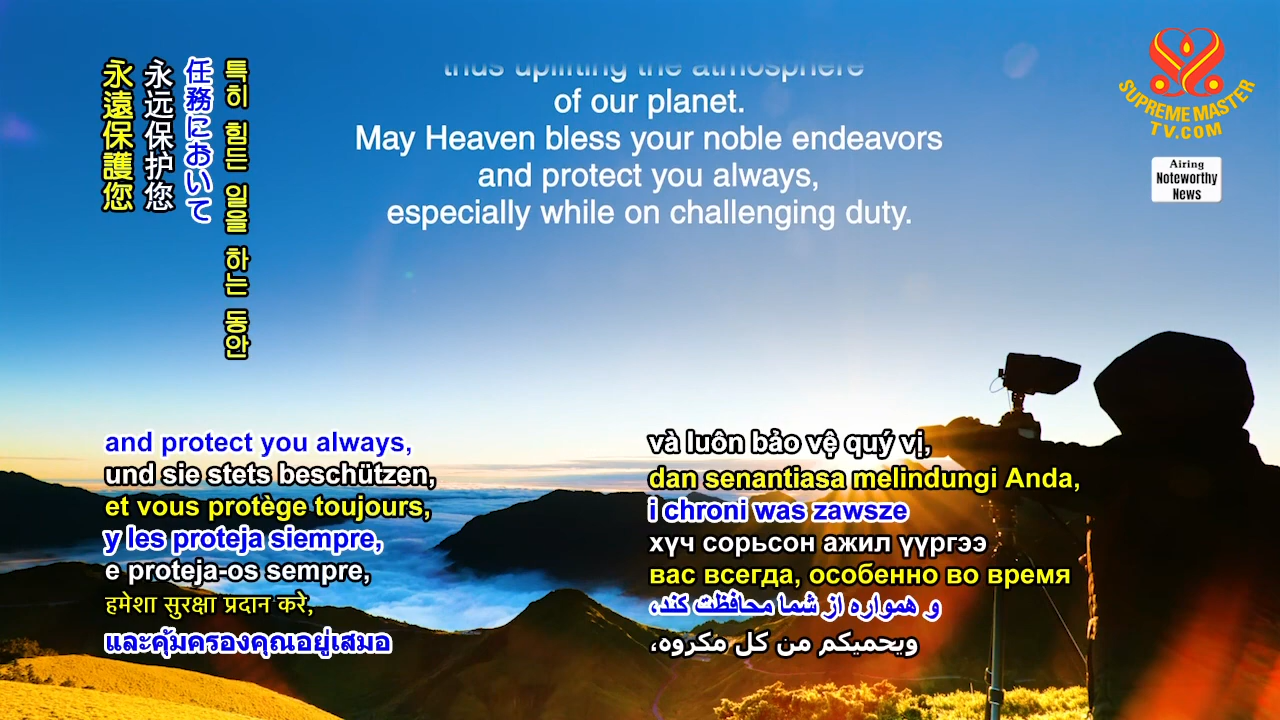 thus uplifting the atmosphere
of our planet.
May Heaven bless your noble endeavors
and protect you always,
especially while on challenging duty.
SUPREME MASTER
TV.COM
Airing
Noteworthy
News
永遠保護您
永远保护您
任務において
특히 힘든 일을 하는 동안
and protect you always,
und sie stets beschützen,
et vous protège toujours,
y les proteja siempre,
e proteja-os sempre,
हमेशा सुरक्षा प्रदान करे,
และคุ้มครองคุณอยู่เสมอ
và luôn bảo vệ quý vị,
dan senantiasa melindungi Anda,
i chroni was zawsze
хүч сорьсон ажил үүргээ
вас всегда, особенно во время
و همواره از شما محافظت کند،
ويحميكم من كل مكروه،